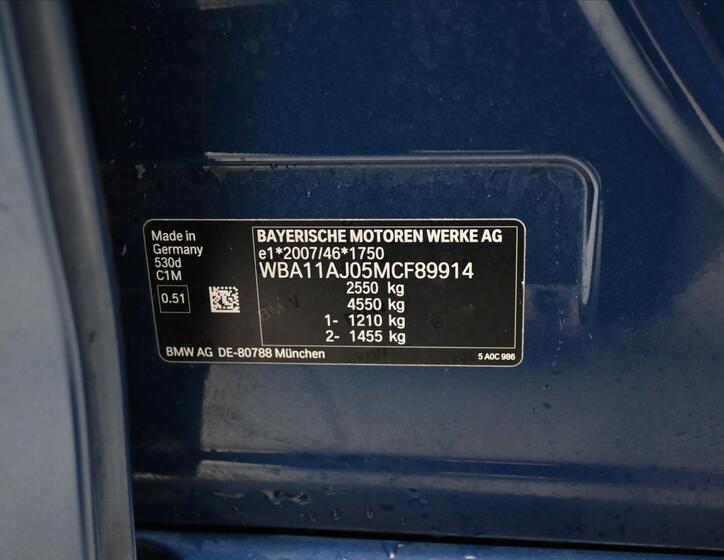 Made in
Germany
530d
C1M
0.51
BAYERISCHE MOTOREN WERKE AG
e1*2007/46*1750
WBA11AJ05MCF89914
2550 kg
4550 kg
1- 1210 kg
2- 1455 kg
BMW AG DE-80788 München
5 A0C 986